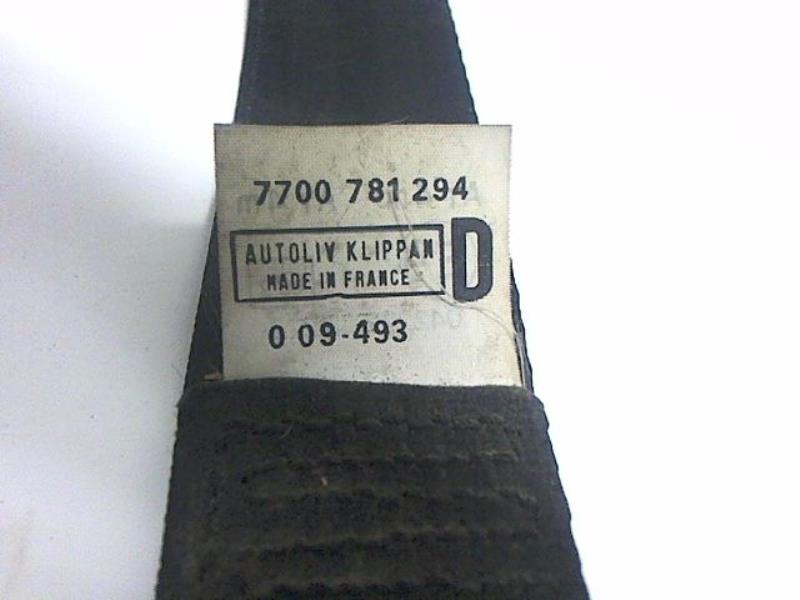 7700 781 294
AUTOLIV KLIPPAN
MADE IN FRANCE
D
0 09-493